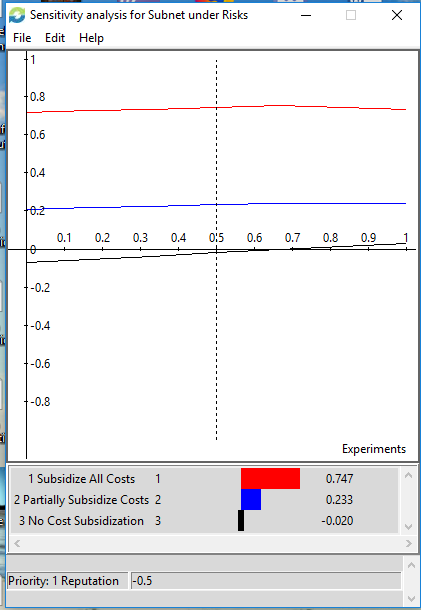 Sensitivity analysis for Subnet under Risks
File Edit Help
1
0.8
0.6
0.4
0.2
0 0.1 0.2 0.3 0.4 0.5 0.6 0.7 0.8 0.9 1
-0.2
-0.4
-0.6
-0.8
Experiments
1 Subsidize All Costs 1 0.747
2 Partially Subsidize Costs 2 0.233
3 No Cost Subsidization 3 -0.020
Priority: 1 Reputation -0.5